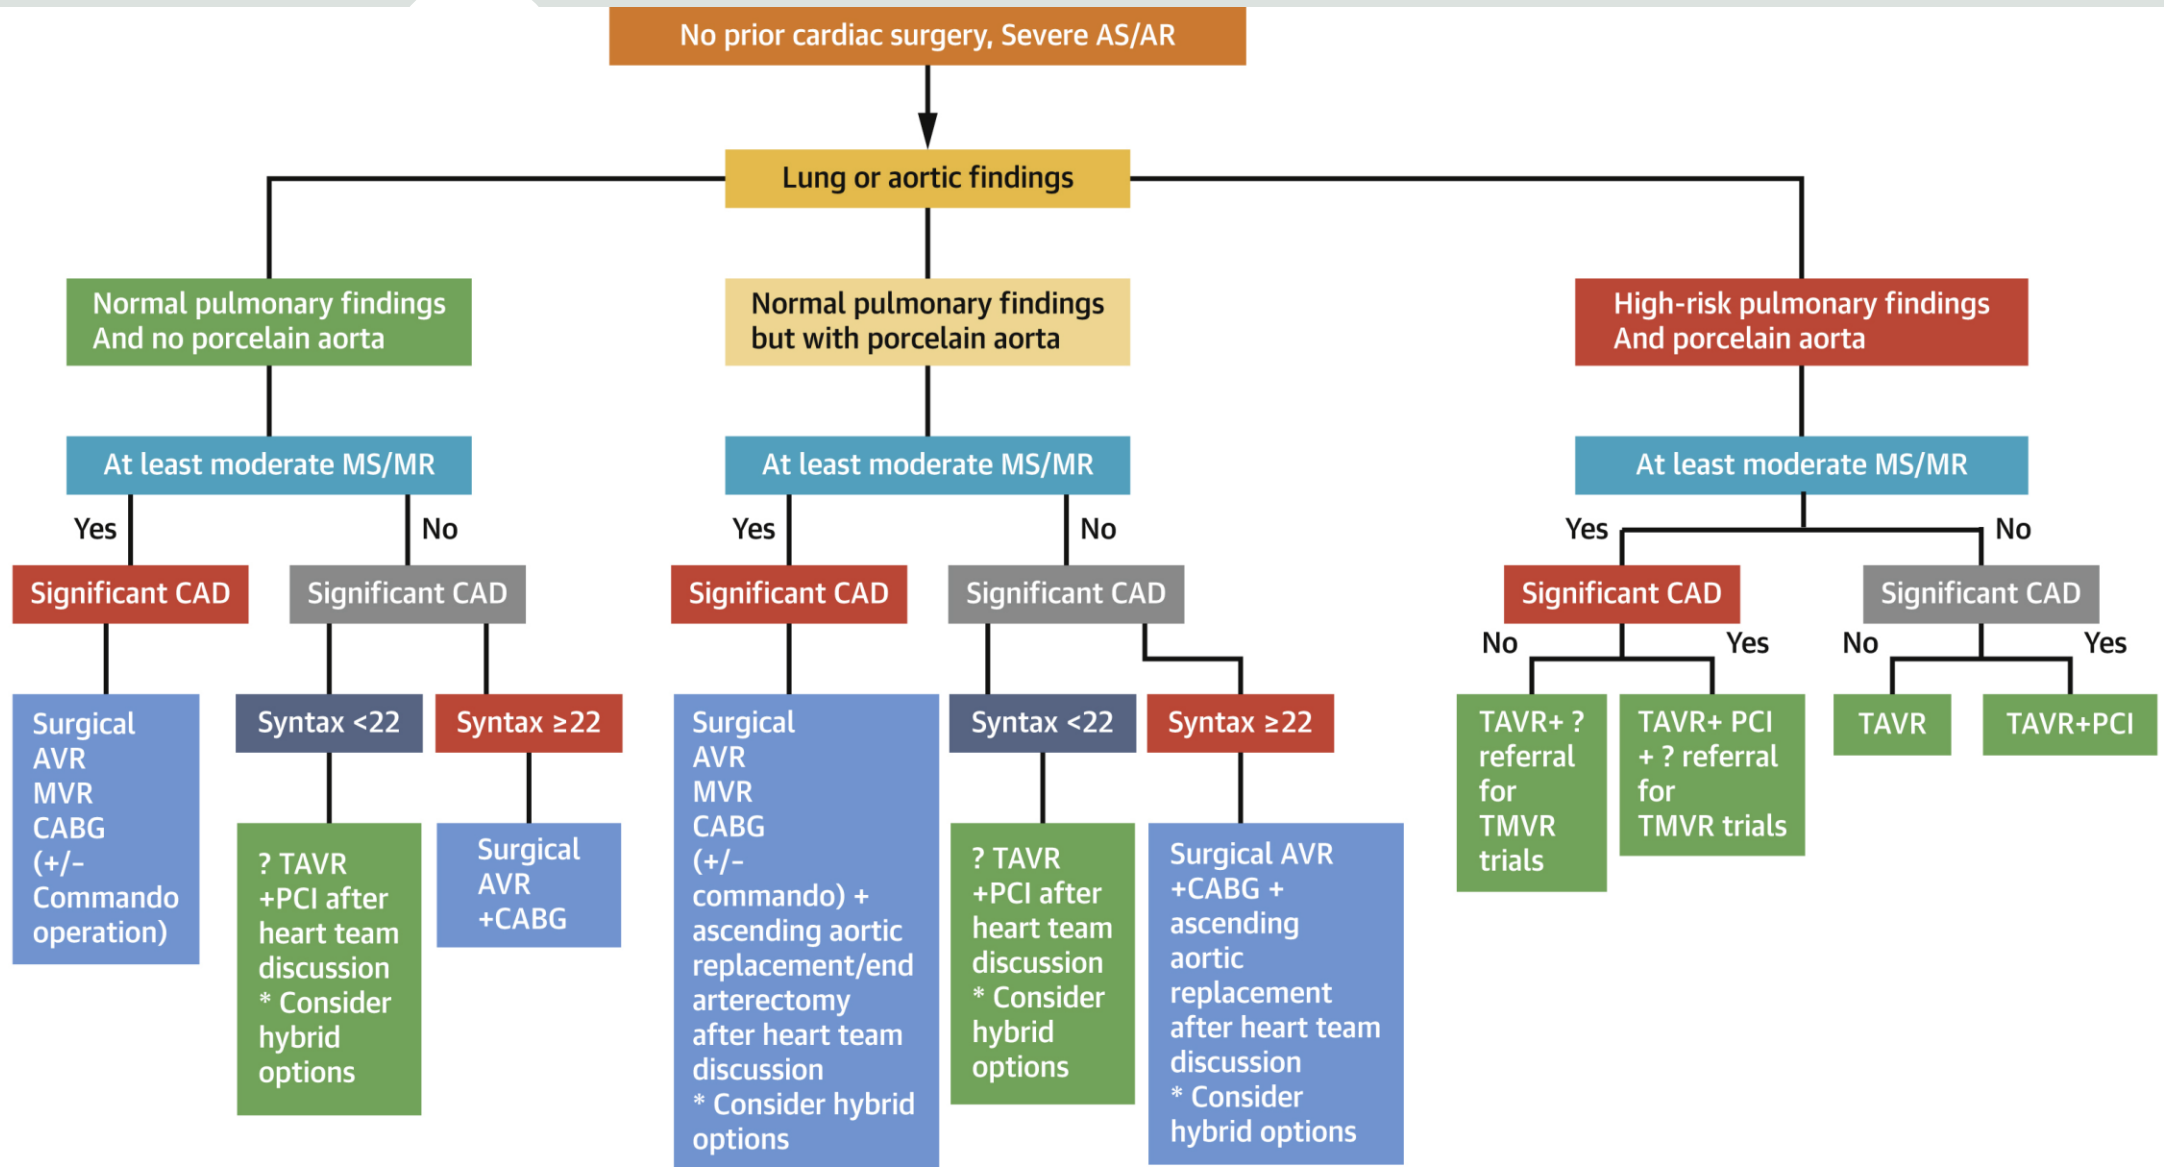 No prior cardiac surgery, Severe AS/AR
Lung or aortic findings
Normal pulmonary findings
And no porcelain aorta
Normal pulmonary findings
but with porcelain aorta
High-risk pulmonary findings
And porcelain aorta
At least moderate MS/MR
At least moderate MS/MR
At least moderate MS/MR
Yes
No
Yes
No
Yes
No
Significant CAD
Significant CAD
Significant CAD
Significant CAD
Significant CAD
Significant CAD
No
Yes
No
Yes
Surgical
AVR
MVR
CABG
(+/–
Commando
operation)
Syntax <22
Syntax ≥22
? TAVR
+PCI after
heart team
discussion
* Consider
hybrid
options
Surgical
AVR
+CABG
Surgical
AVR
MVR
CABG
(+/–
commando) +
ascending aortic
replacement/end
arterectomy
after heart team
discussion
* Consider hybrid
options
Syntax <22
Syntax ≥22
? TAVR
+PCI after
heart team
discussion
* Consider
hybrid
options
Surgical AVR
+CABG +
ascending
aortic
replacement
after heart team
discussion
* Consider
hybrid options
TAVR+ ?
referral
for
TMVR
trials
TAVR+ PCI
+ ? referral
for
TMVR trials
TAVR
TAVR+PCI